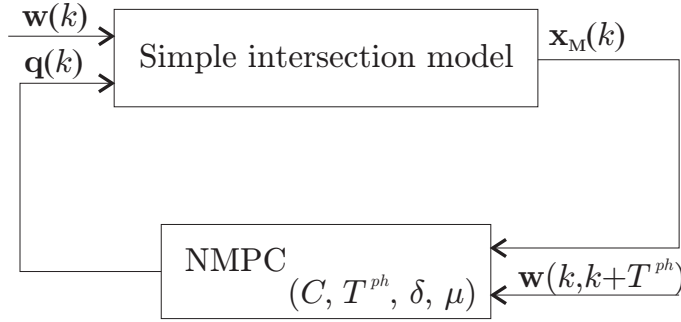 w(k)
q(k)
Simple intersection model
x_M(k)
NMPC
(C, T^{ph}, δ, μ)
w(k,k+T^{ph})